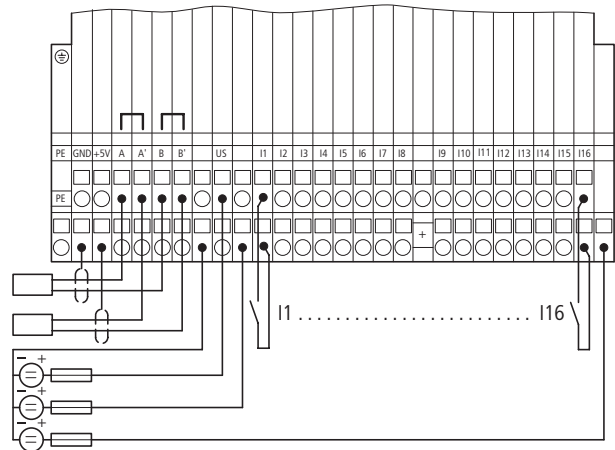 PE GND +5V A A' B B' US I1 I2 I3 I4 I5 I6 I7 I8 I9 I10 I11 I12 I13 I14 I15 I16
PE
+
I1 . . . . . . . . . . . . . . . . . . . . . . . . I16
− +
− +
− +